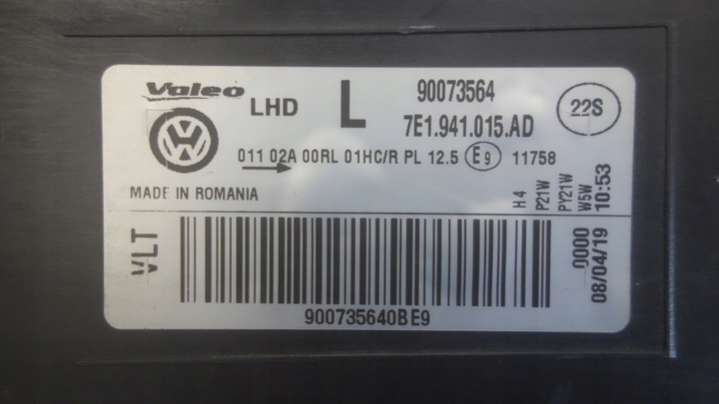 Valeo LHD L 90073564 22S
7E1.941.015.AD
011 02A 00RL 01HC/R PL 12.5 E9 11758
MADE IN ROMANIA
H4
P21W
PY21W
W5W
10:53
VLT
0000
08/04/19
900735640BE9